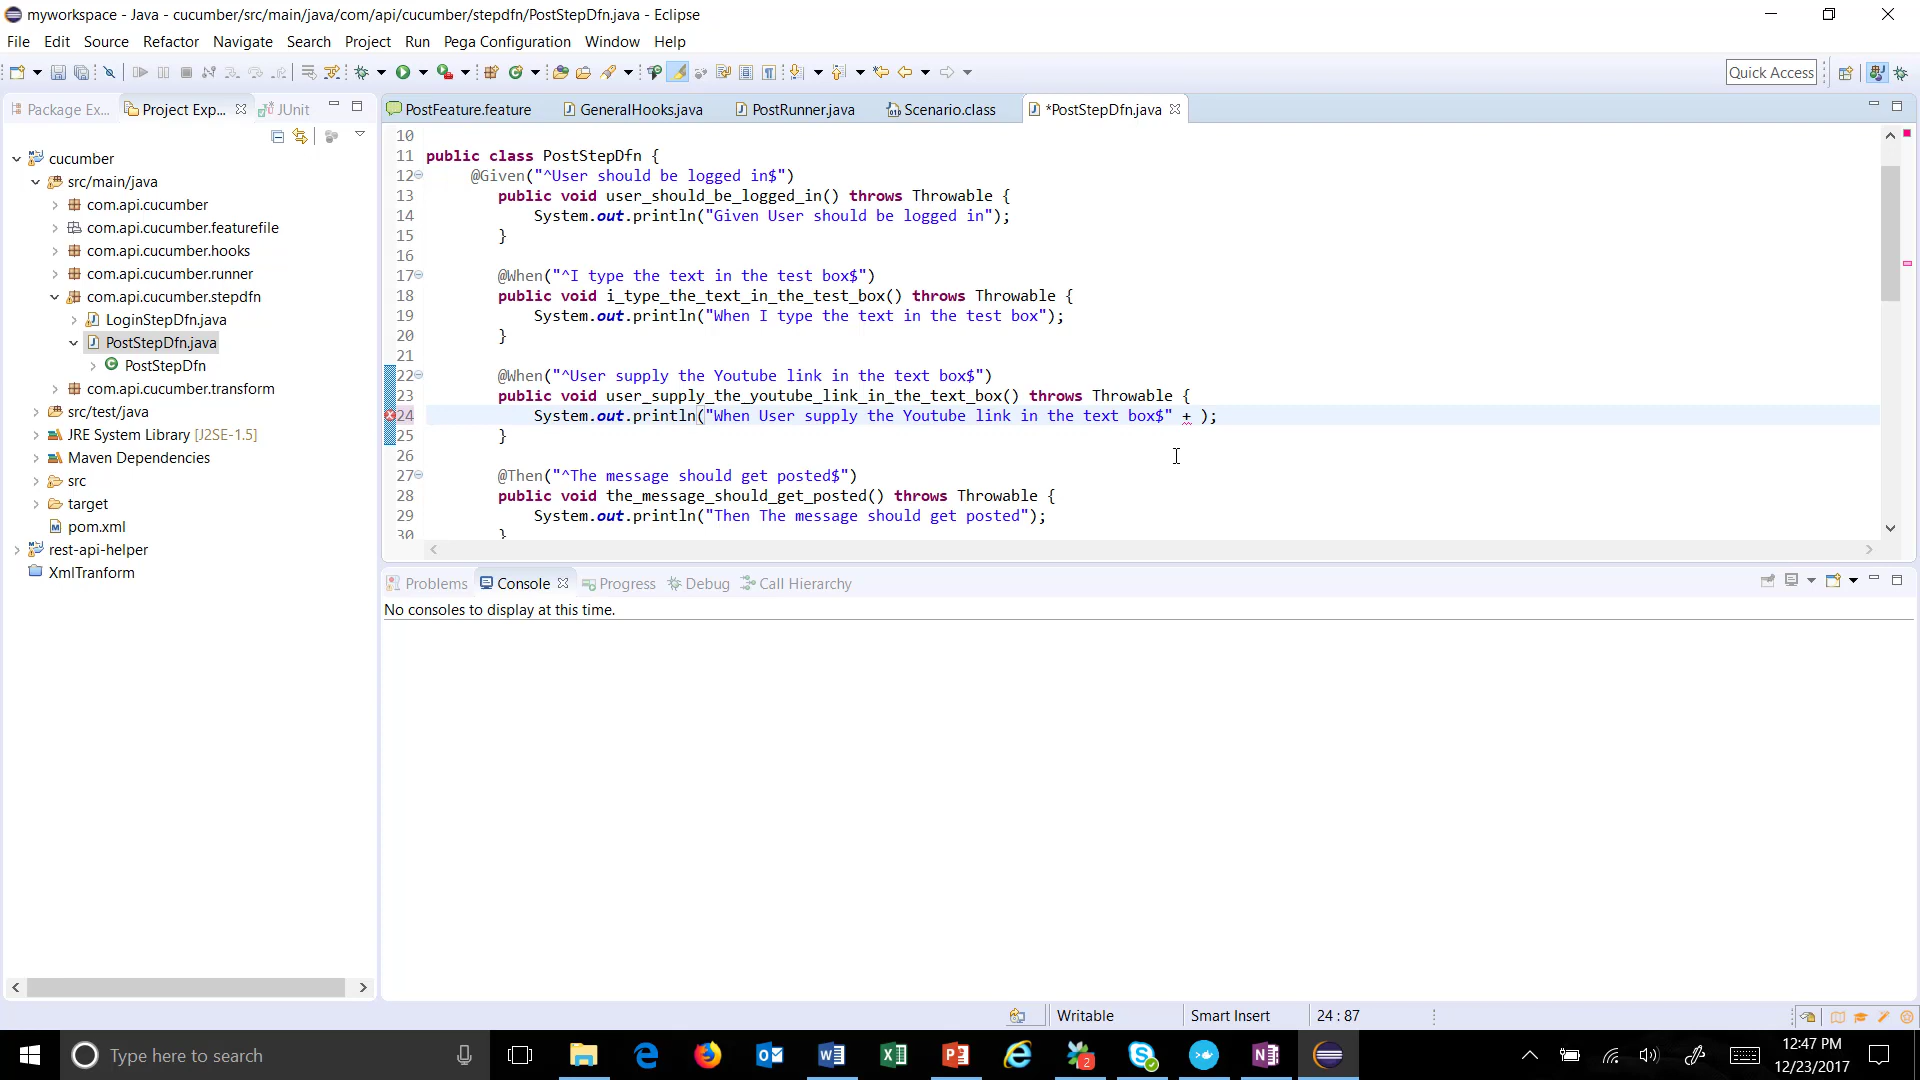 myworkspace - Java - cucumber/src/main/java/com/api/cucumber/stepdfn/PostStepDfn.java - Eclipse
File Edit Source Refactor Navigate Search Project Run Pega Configuration Window Help
Quick Access
Package Ex... Project Exp... JUnit
PostFeature.feature GeneralHooks.java PostRunner.java Scenario.class *PostStepDfn.java
cucumber
src/main/java
com.api.cucumber
com.api.cucumber.featurefile
com.api.cucumber.hooks
com.api.cucumber.runner
com.api.cucumber.stepdfn
LoginStepDfn.java
PostStepDfn.java
PostStepDfn
com.api.cucumber.transform
src/test/java
JRE System Library [J2SE-1.5]
Maven Dependencies
src
target
pom.xml
rest-api-helper
XmlTranform
10
11 public class PostStepDfn {
12 @Given("^User should be logged in$")
13 public void user_should_be_logged_in() throws Throwable {
14 System.out.println("Given User should be logged in");
15 }
16
17 @When("^I type the text in the test box$")
18 public void i_type_the_text_in_the_test_box() throws Throwable {
19 System.out.println("When I type the text in the test box");
20 }
21
22 @When("^User supply the Youtube link in the text box$")
23 public void user_supply_the_youtube_link_in_the_text_box() throws Throwable {
24 System.out.println("When User supply the Youtube link in the text box$" + );
25 }
26
27 @Then("^The message should get posted$")
28 public void the_message_should_get_posted() throws Throwable {
29 System.out.println("Then The message should get posted");
30 }
Problems Console Progress Debug Call Hierarchy
No consoles to display at this time.
Writable Smart Insert 24 : 87
Type here to search
2
12:47 PM
12/23/2017